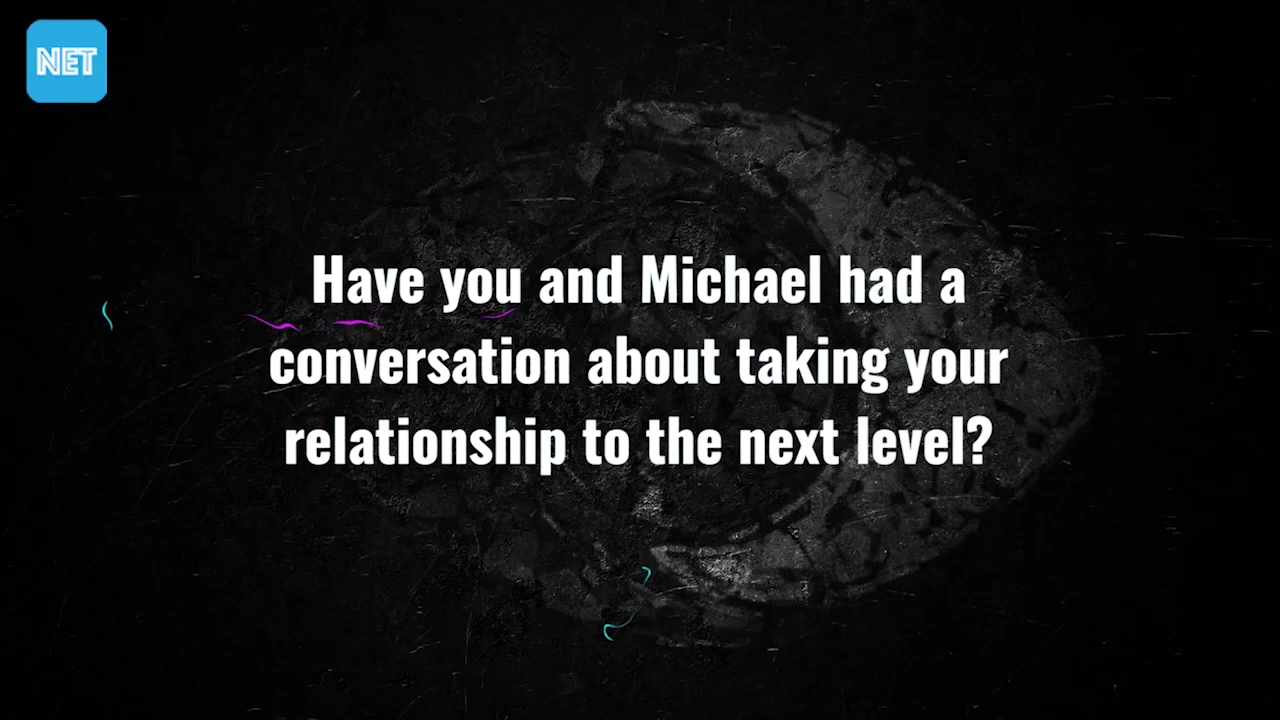 NET
Have you and Michael had a
conversation about taking your
relationship to the next level?